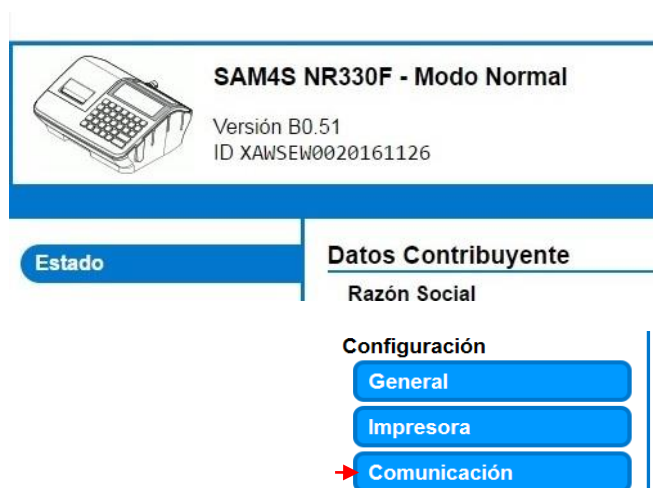 SAM4S NR330F - Modo Normal
Versión B0.51
ID XAWSEW0020161126
Estado
Datos Contribuyente
Razón Social
Configuración
General
Impresora
Comunicación